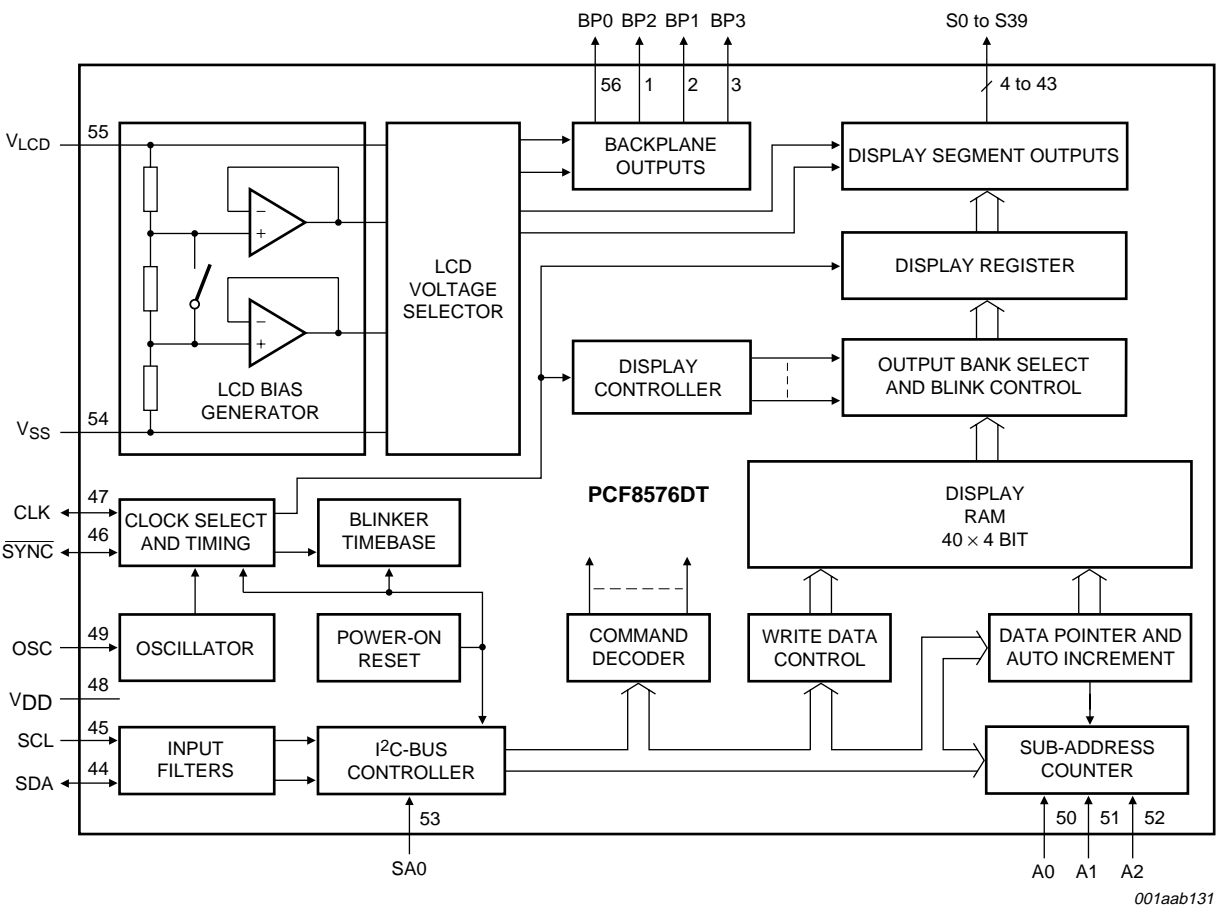 BP0 BP2 BP1 BP3
S0 to S39
56 1 2 3
4 to 43
VLCD
55
BACKPLANE
OUTPUTS
DISPLAY SEGMENT OUTPUTS
−
+
−
+
LCD
VOLTAGE
SELECTOR
DISPLAY REGISTER
LCD BIAS
GENERATOR
DISPLAY
CONTROLLER
OUTPUT BANK SELECT
AND BLINK CONTROL
VSS
54
PCF8576DT
DISPLAY
RAM
40 × 4 BIT
CLK
47
SYNC
46
CLOCK SELECT
AND TIMING
BLINKER
TIMEBASE
OSC
49
OSCILLATOR
POWER-ON
RESET
COMMAND
DECODER
WRITE DATA
CONTROL
DATA POINTER AND
AUTO INCREMENT
VDD
48
SCL
45
SDA
44
INPUT
FILTERS
I2C-BUS
CONTROLLER
SUB-ADDRESS
COUNTER
53
50 51 52
SA0
A0 A1 A2
001aab131